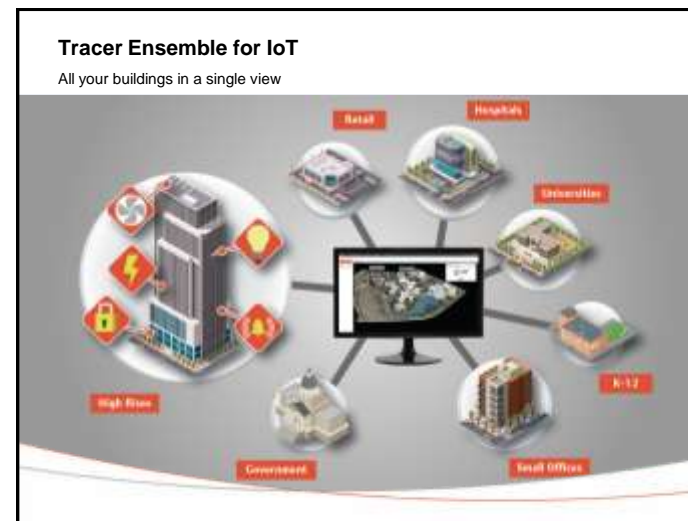 Tracer Ensemble for IoT
All your buildings in a single view
Retail
Hospitals
Universities
K-12
High Rises
Government
Small Offices